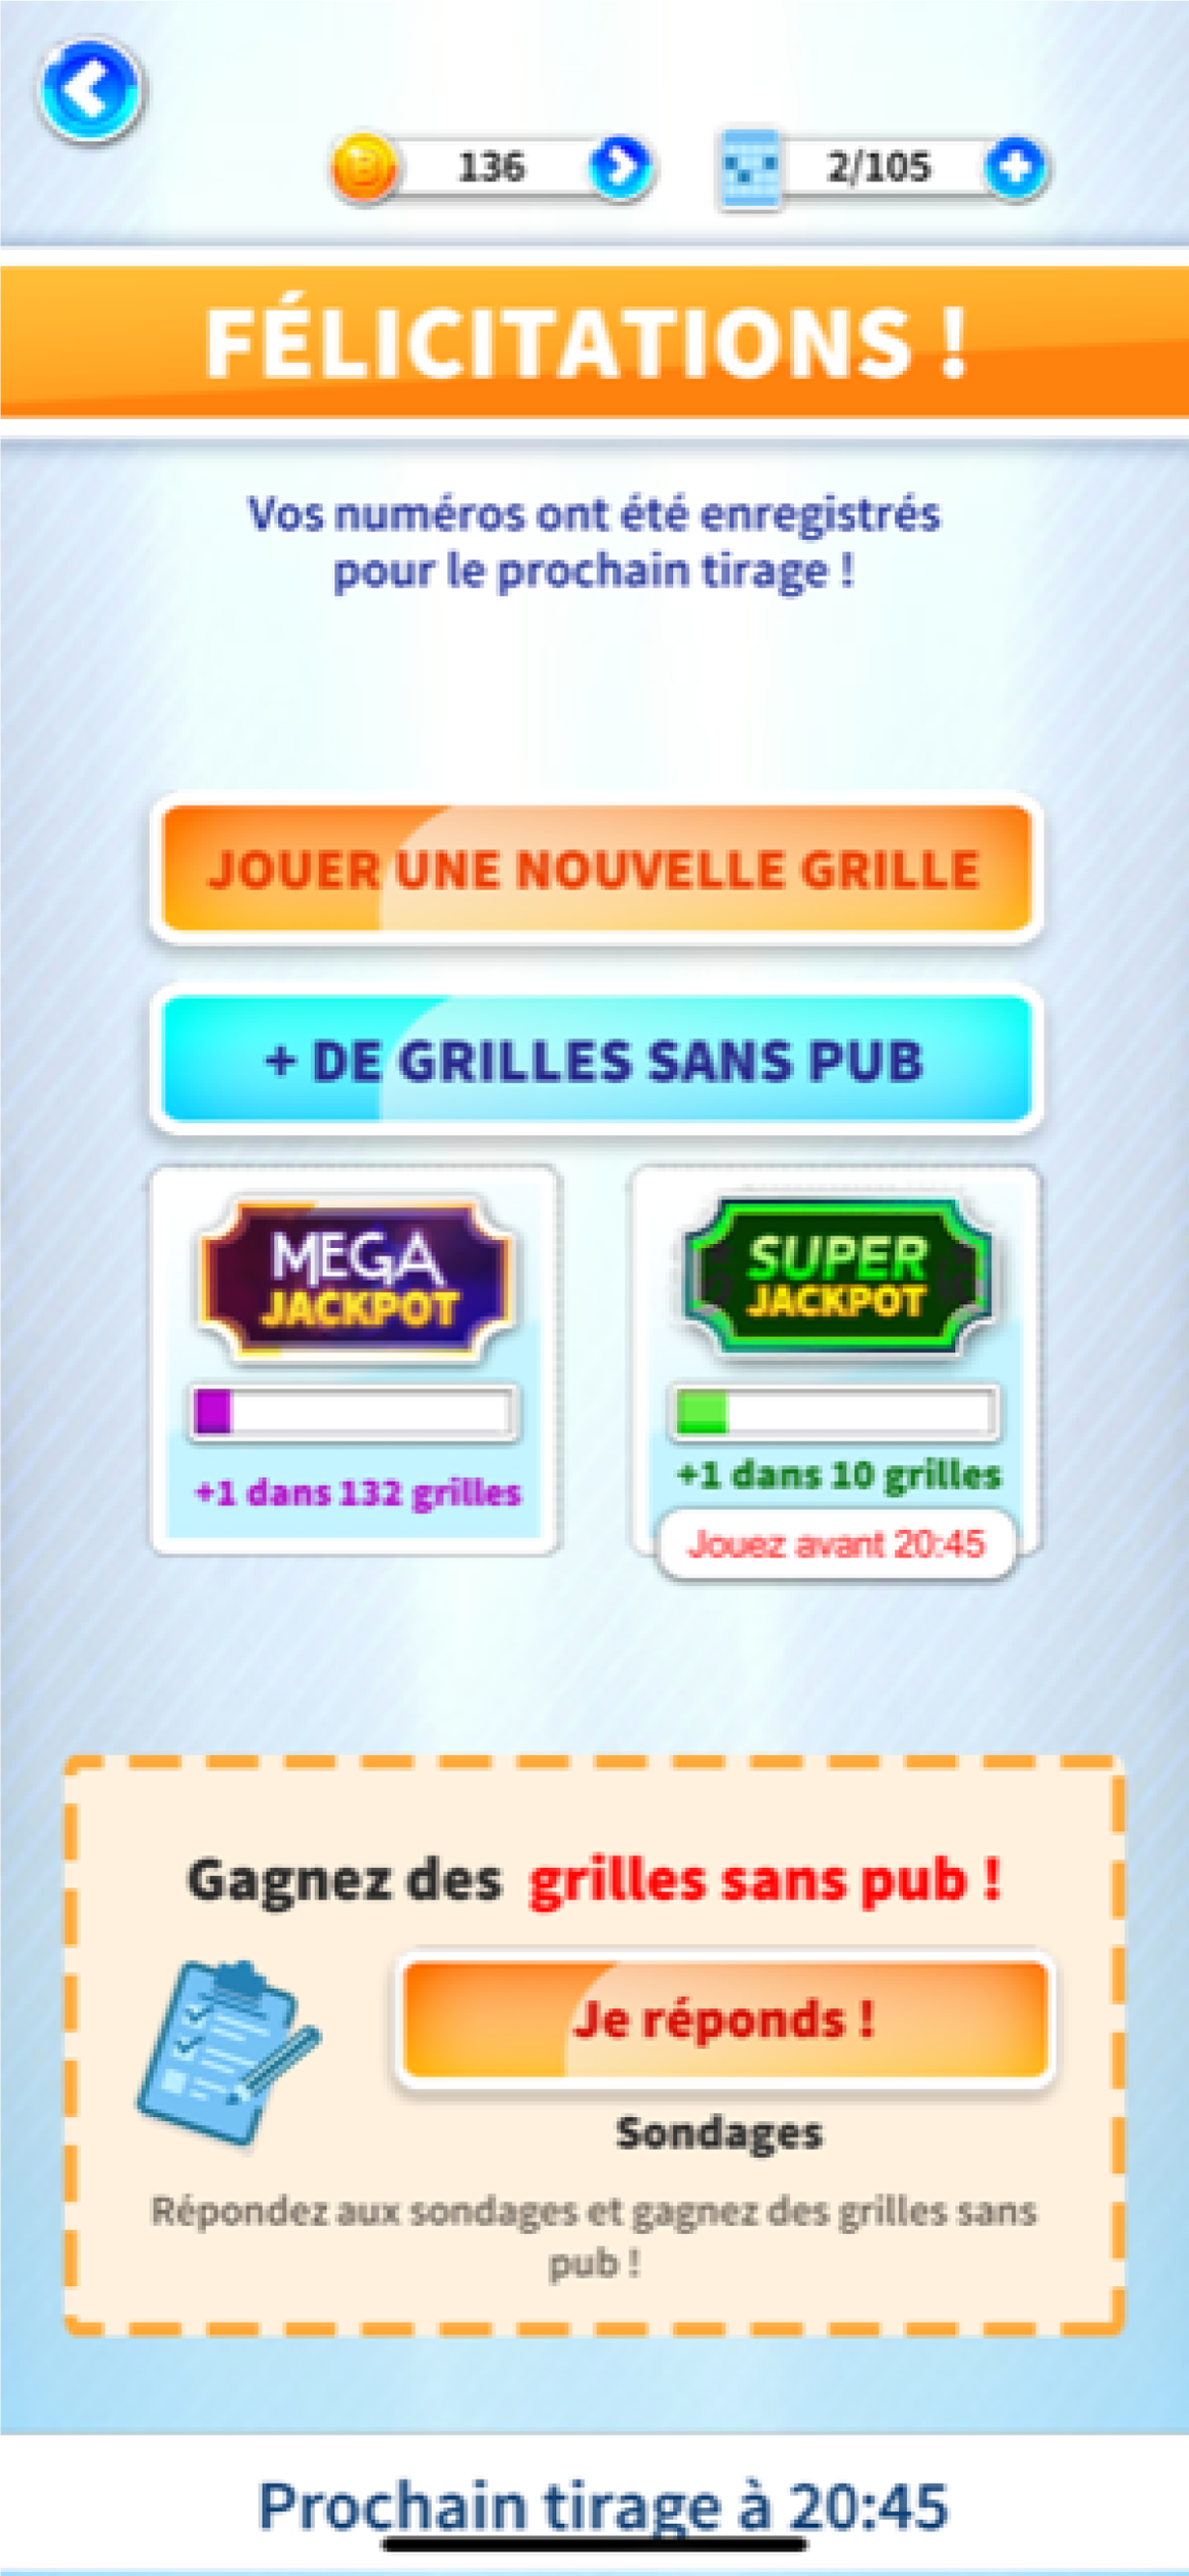 136
2/105
FÉLICITATIONS !
Vos numéros ont été enregistrés
pour le prochain tirage !
JOUER UNE NOUVELLE GRILLE
+ DE GRILLES SANS PUB
MEGA
JACKPOT
SUPER
JACKPOT
+1 dans 132 grilles
+1 dans 10 grilles
Jouez avant 20:45
Gagnez des grilles sans pub !
Je réponds !
Sondages
Répondez aux sondages et gagnez des grilles sans
pub !
Prochain tirage à 20:45